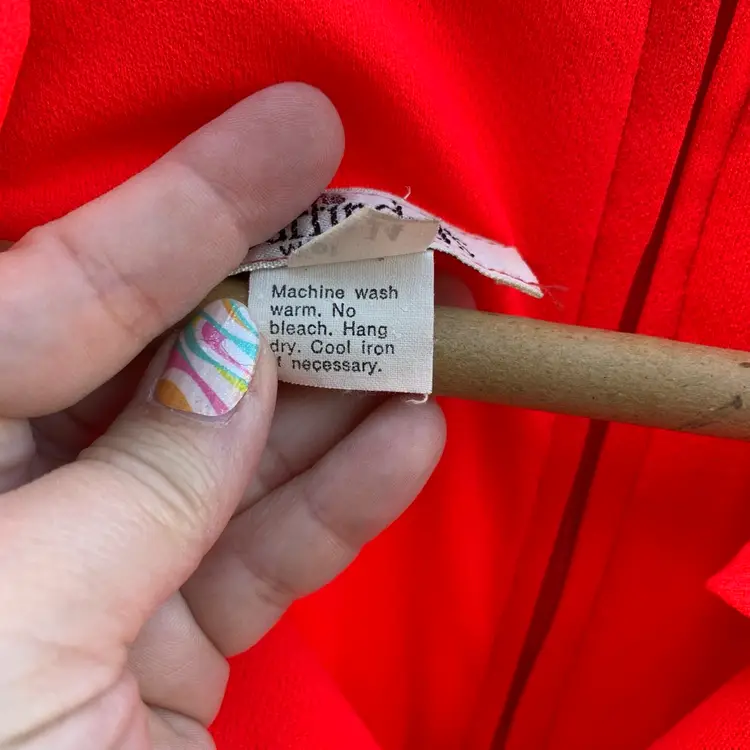 Machine wash
warm. No
bleach. Hang
dry. Cool iron
f necessary.